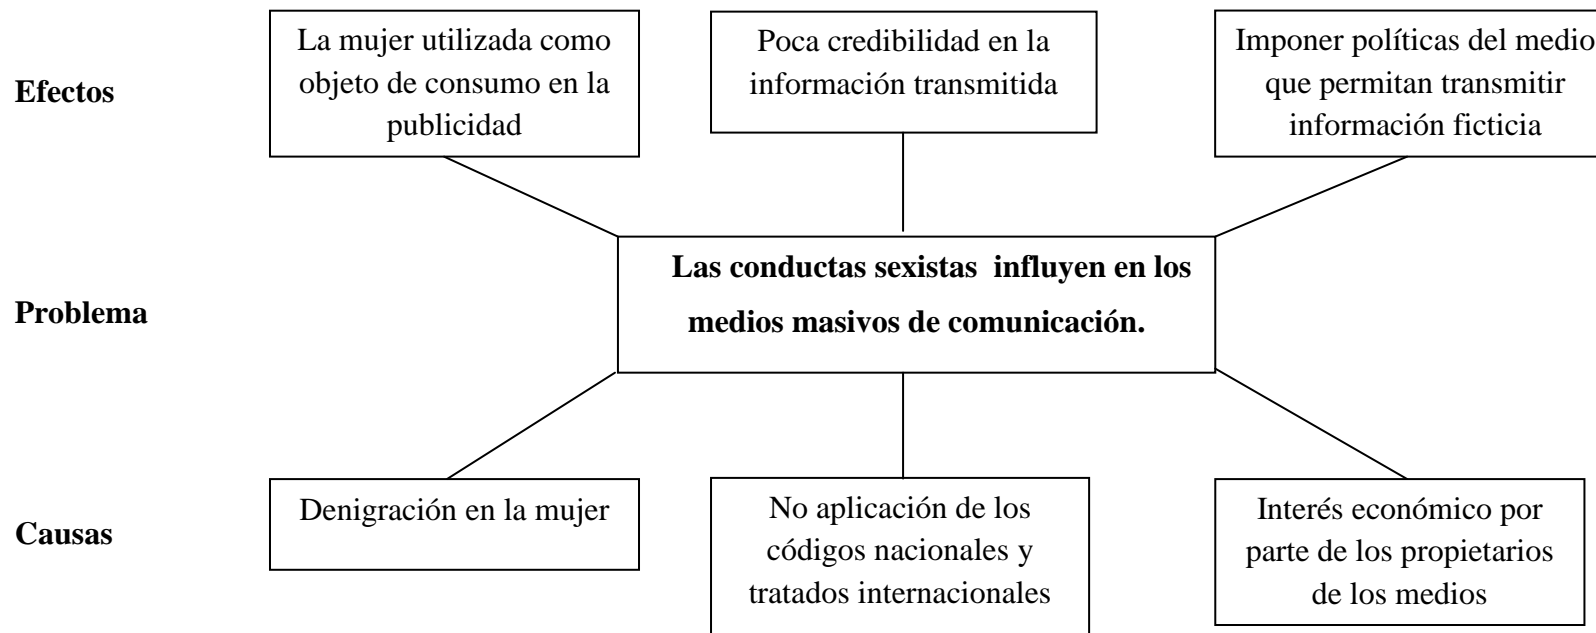 Efectos
La mujer utilizada como
objeto de consumo en la
publicidad
Poca credibilidad en la
información transmitida
Imponer políticas del medio
que permitan transmitir
información ficticia
Problema
Las conductas sexistas  influyen en los
medios masivos de comunicación.
Causas
Denigración en la mujer
No aplicación de los
códigos nacionales y
tratados internacionales
Interés económico por
parte de los propietarios
de los medios